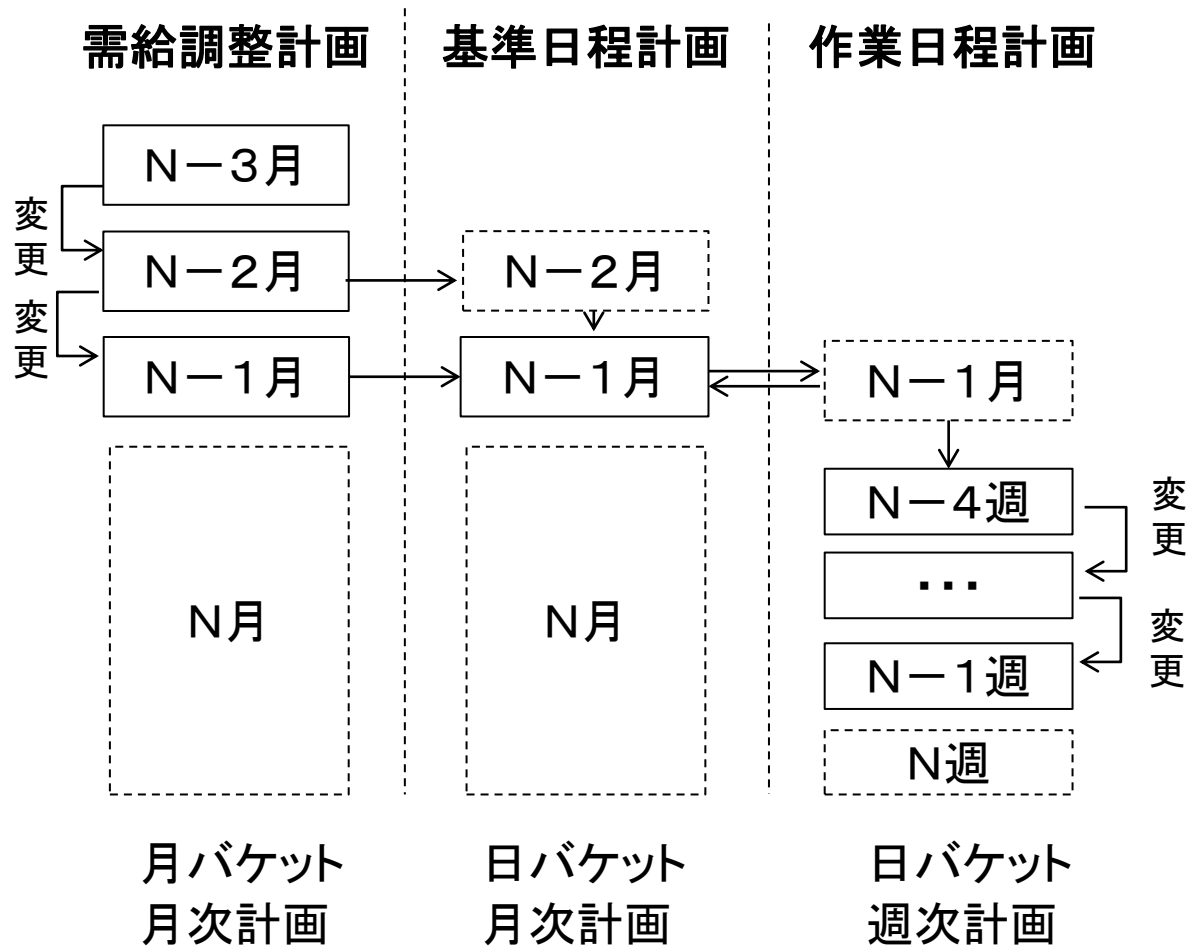 需給調整計画
基準日程計画
作業日程計画
N－3月
変更
N－2月
変更
N－1月
N月
N－2月
N－1月
N月
N－1月
N－4週
変更
・・・
変更
N－1週
N週
月バケット
月次計画
日バケット
月次計画
日バケット
週次計画